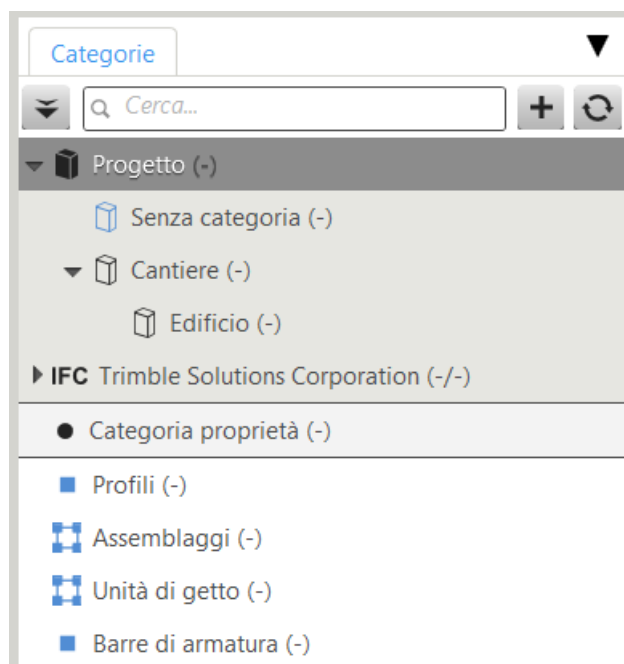 Categorie
Cerca...
Progetto (-)
Senza categoria (-)
Cantiere (-)
Edificio (-)
IFC Trimble Solutions Corporation (-/-)
Categoria proprietà (-)
Profili (-)
Assemblaggi (-)
Unità di getto (-)
Barre di armatura (-)